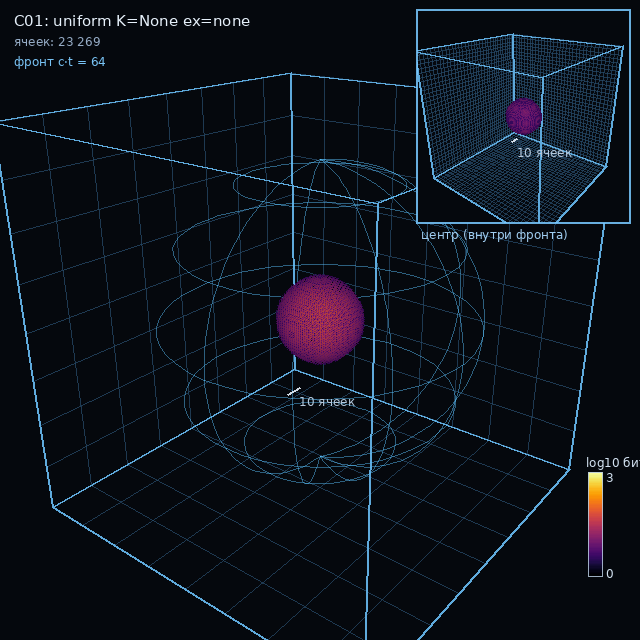 C01: uniform K=None ex=none
ячеек: 23 269
фронт c·t = 64
10 ячеек
центр (внутри фронта)
10 ячеек
log10 би
3
0